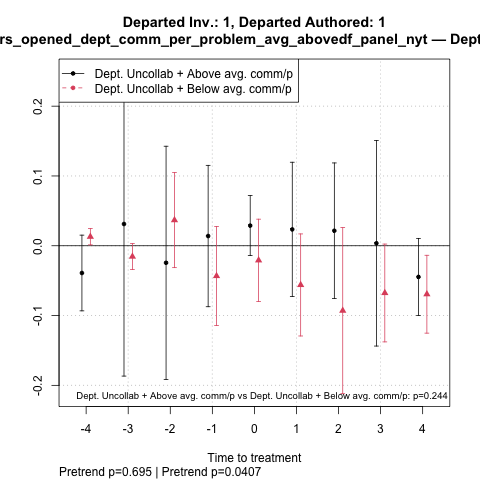 Departed Inv.: 1, Departed Authored: 1
rs_opened_dept_comm_per_problem_avg_abovedf_panel_nyt — Dept
Dept. Uncollab + Above avg. comm/p
Dept. Uncollab + Below avg. comm/p
0.2
0.1
0.0
-0.1
-0.2
Dept. Uncollab + Above avg. comm/p vs Dept. Uncollab + Below avg. comm/p: p=0.244
-4 -3 -2 -1 0 1 2 3 4
Time to treatment
Pretrend p=0.695 | Pretrend p=0.0407